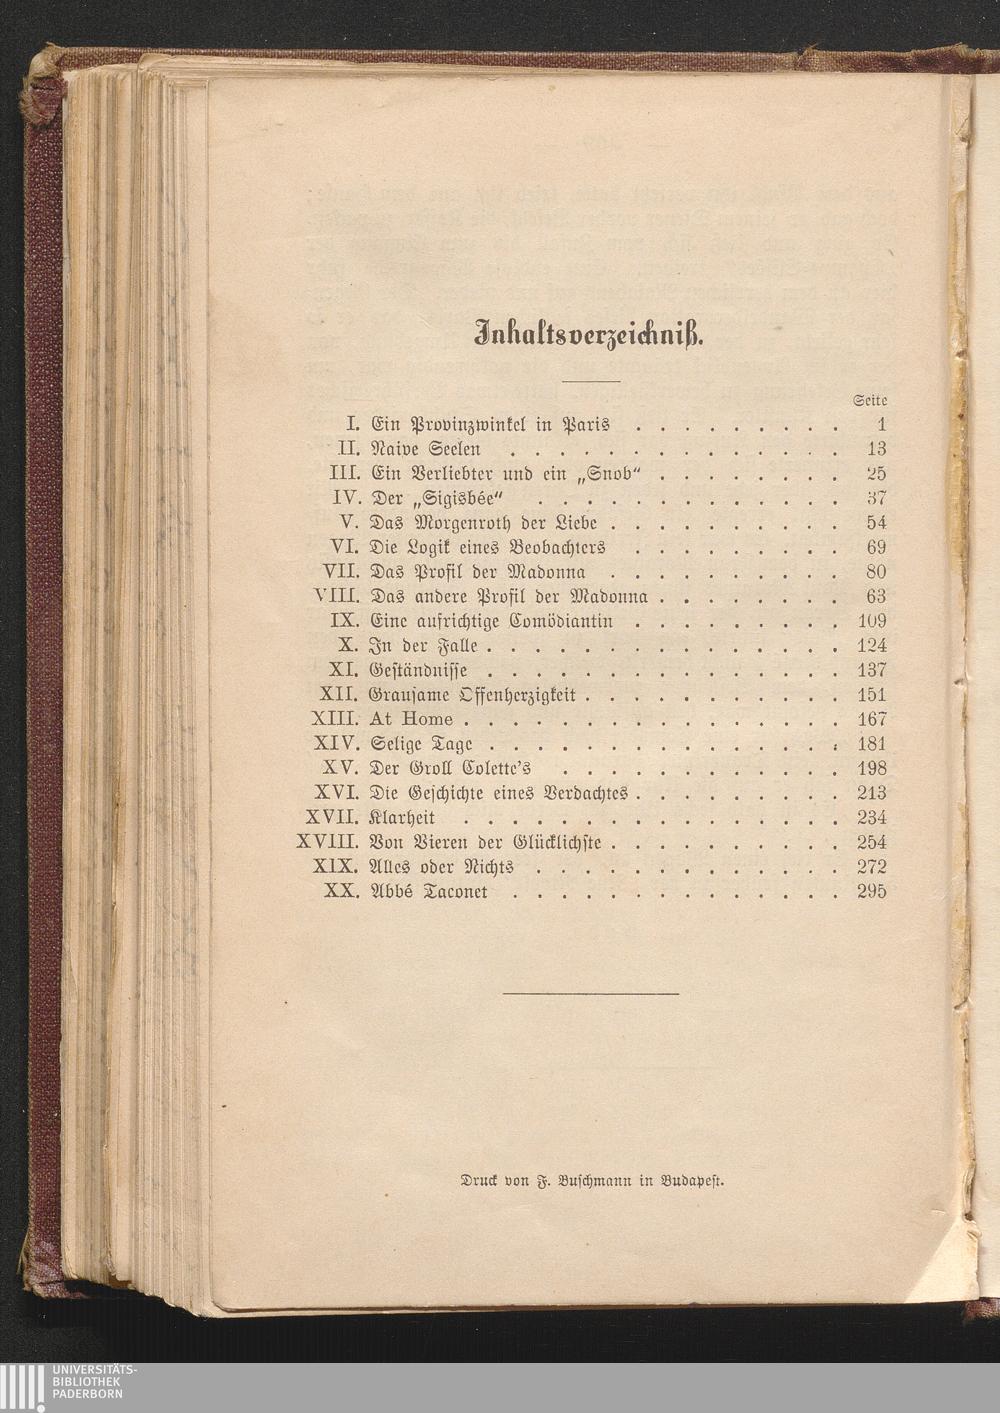 Inhaltsverzeichniß.
Seite
I. Ein Provinzwinkel in Paris . . . . . . . . . 1
II. Naive Seelen . . . . . . . . . . . . . . 13
III. Ein Verliebter und ein „Snob“ . . . . . . . . 25
IV. Der „Sigisbée“ . . . . . . . . . . . . . 37
V. Das Morgenroth der Liebe . . . . . . . . . . 54
VI. Die Logik eines Beobachters . . . . . . . . . 69
VII. Das Profil der Madonna . . . . . . . . . . 80
VIII. Das andere Profil der Madonna . . . . . . . . 63
IX. Eine aufrichtige Comödiantin . . . . . . . . . 109
X. In der Falle . . . . . . . . . . . . . . . 124
XI. Geständnisse . . . . . . . . . . . . . . . 137
XII. Grausame Offenherzigkeit . . . . . . . . . . . 151
XIII. At Home . . . . . . . . . . . . . . . . 167
XIV. Selige Tage . . . . . . . . . . . . . . . 181
XV. Der Groll Colette's . . . . . . . . . . . . 198
XVI. Die Geschichte eines Verdachtes . . . . . . . . . 213
XVII. Klarheit . . . . . . . . . . . . . . . . 234
XVIII. Von Vieren der Glücklichste . . . . . . . . . . 254
XIX. Alles oder Nichts . . . . . . . . . . . . . 272
XX. Abbé Taconet . . . . . . . . . . . . . . 295
Druck von F. Buschmann in Budapest.
UNIVERSITÄTS-
BIBLIOTHEK
PADERBORN